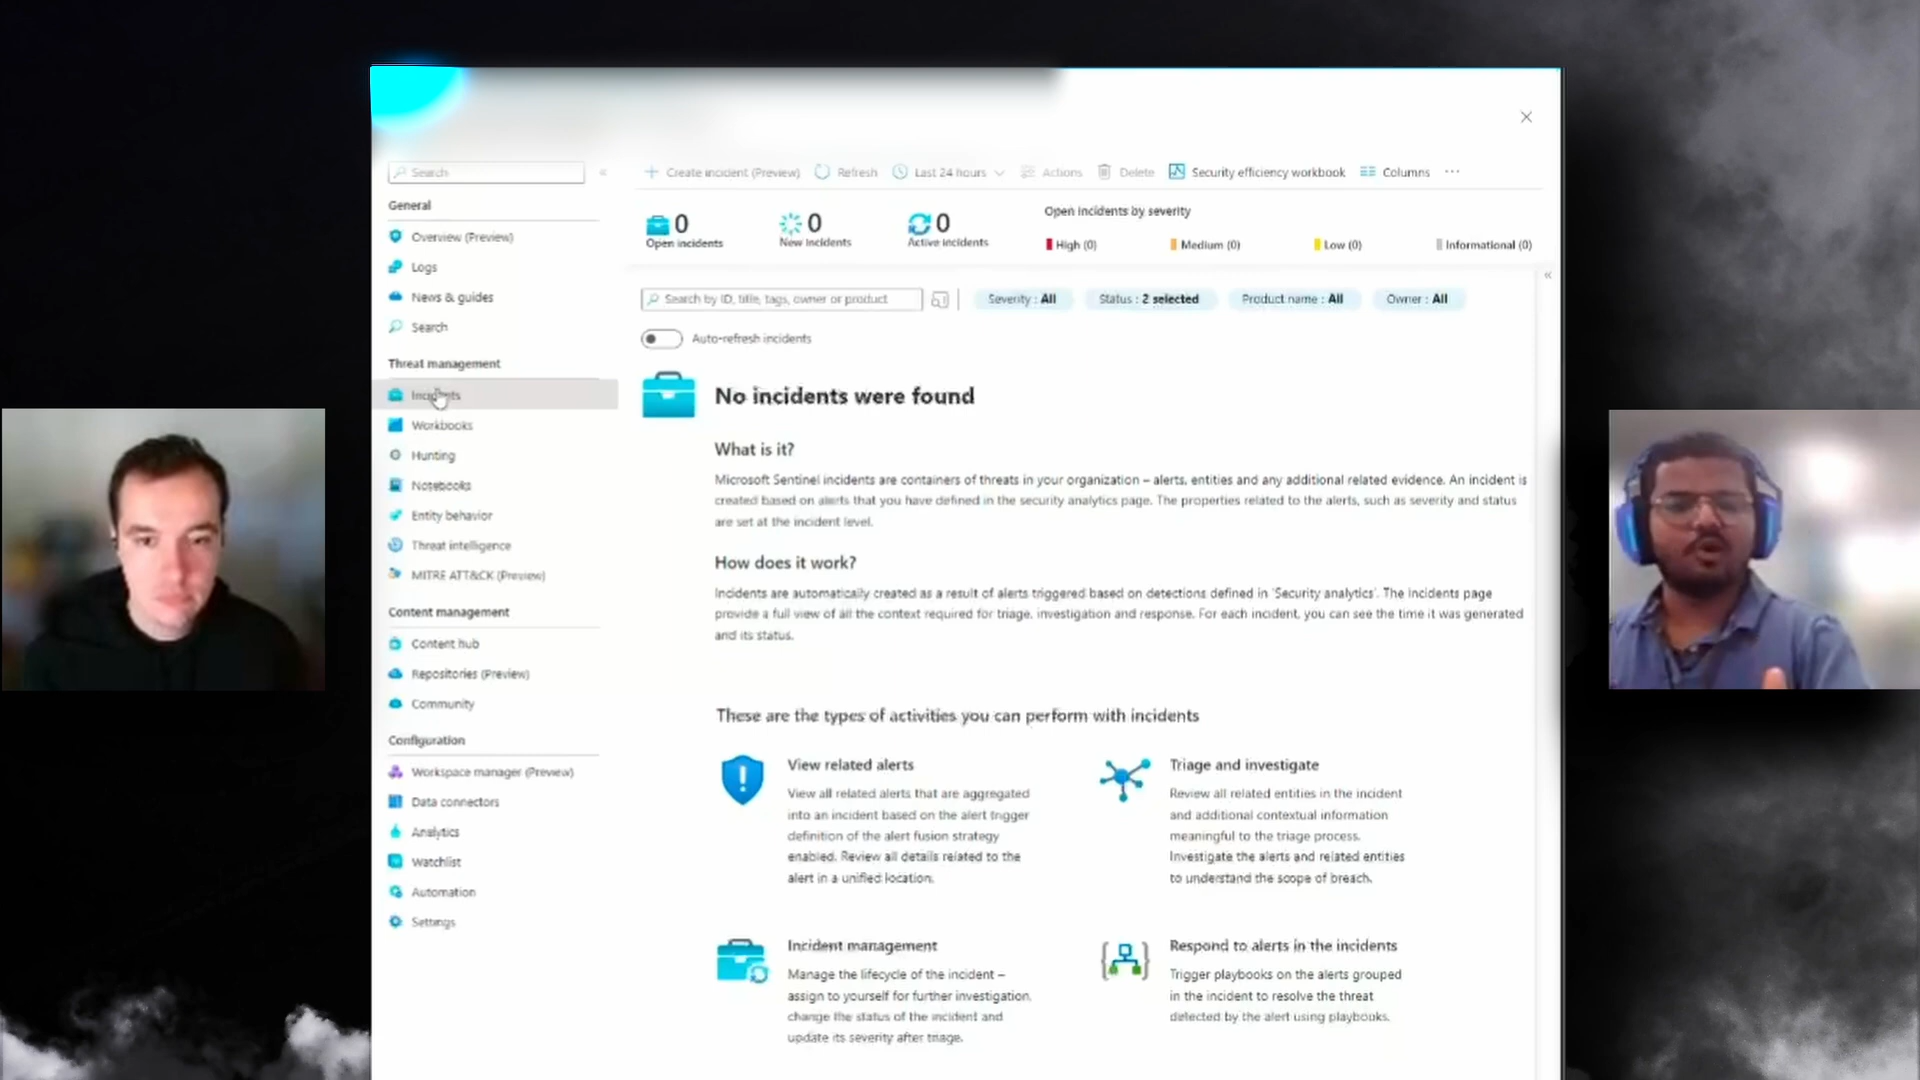 Search
General
Overview (Preview)
Logs
News & guides
Search
Threat management
Incidents
Workbooks
Hunting
Notebooks
Entity behavior
Threat intelligence
MITRE ATT&CK (Preview)
Content management
Content hub
Repositories (Preview)
Community
Configuration
Workspace manager (Preview)
Data connectors
Analytics
Watchlist
Automation
Settings
Create incident (Preview) Refresh Last 24 hours Actions Delete Security efficiency workbook Columns
0 0 0 Open incidents by severity
Open incidents New incidents Active incidents High (0) Medium (0) Low (0) Informational (0)
Search by ID, title, tags, owner or product Severity : All Status : 2 selected Product name : All Owner : All
Auto-refresh incidents
No incidents were found
What is it?
Microsoft Sentinel incidents are containers of threats in your organization – alerts, entities and any additional related evidence. An incident is
created based on alerts that you have defined in the security analytics page. The properties related to the alerts, such as severity and status
are set at the incident level.
How does it work?
Incidents are automatically created as a result of alerts triggered based on detections defined in 'Security analytics'. The Incidents page
provide a full view of all the context required for triage, investigation and response. For each incident, you can see the time it was generated
and its status.
These are the types of activities you can perform with incidents
View related alerts
View all related alerts that are aggregated
into an incident based on the alert trigger
definition of the alert fusion strategy
enabled. Review all details related to the
alert in a unified location.
Triage and investigate
Review all related entities in the incident
and additional contextual information
meaningful to the triage process.
Investigate the alerts and related entities
to understand the scope of breach.
Incident management
Manage the lifecycle of the incident –
assign to yourself for further investigation,
change the status of the incident and
update its severity after triage.
Respond to alerts in the incidents
Trigger playbooks on the alerts grouped
in the incident to resolve the threat
detected by the alert using playbooks.